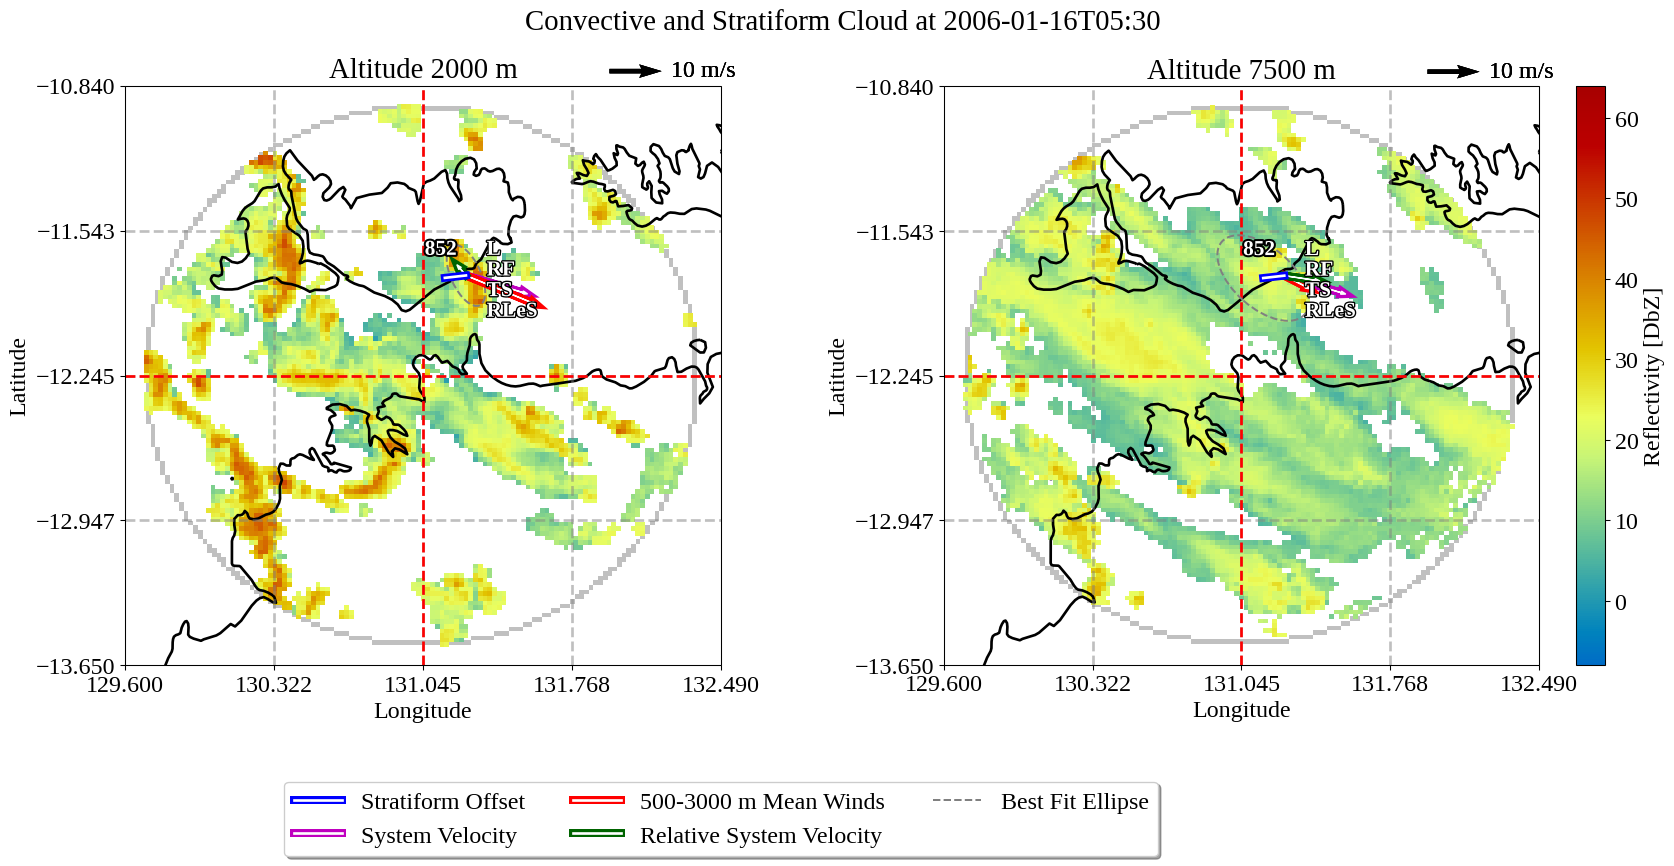 Convective and Stratiform Cloud at 2006-01-16T05:30
Altitude 2000 m
10 m/s
Altitude 7500 m
10 m/s
−10.840
−11.543
−12.245
−12.947
−13.650
Latitude
129.600
130.322
131.045
131.768
132.490
Longitude
852
L
RF
TS
RLeS
−10.840
−11.543
−12.245
−12.947
−13.650
Latitude
129.600
130.322
131.045
131.768
132.490
Longitude
852
L
RF
TS
RLeS
60
50
40
30
20
10
0
Reflectivity [DbZ]
Stratiform Offset
System Velocity
500-3000 m Mean Winds
Relative System Velocity
Best Fit Ellipse